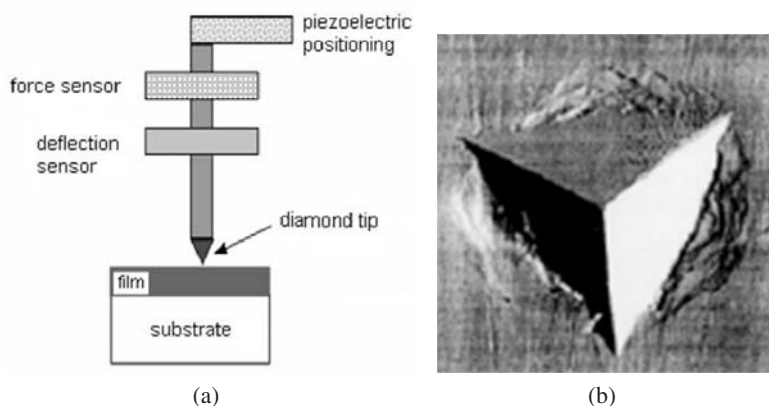 piezoelectric
positioning
force sensor
deflection
sensor
diamond tip
film
substrate
(a)
(b)